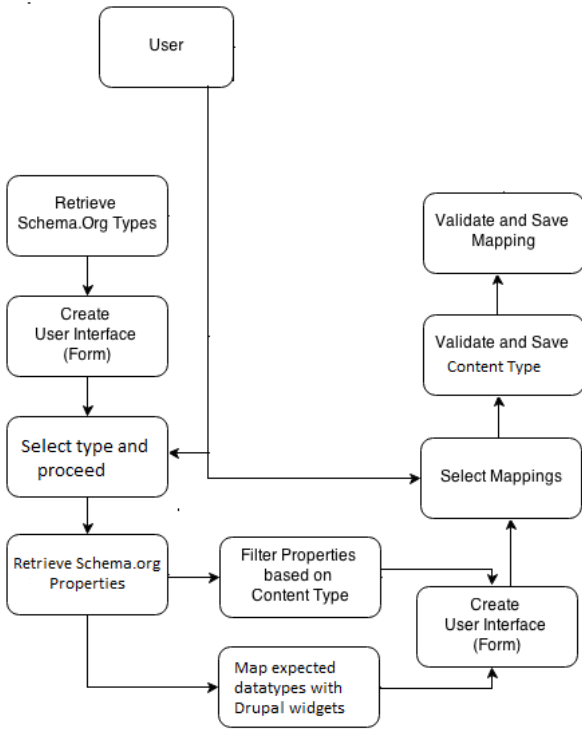 User
Retrieve
Schema.Org Types
Create
User Interface
(Form)
Select type and
proceed
Retrieve Schema.org
Properties
Filter Properties
based on
Content Type
Map expected
datatypes with
Drupal widgets
Create
User Interface
(Form)
Select Mappings
Validate and Save
Content Type
Validate and Save
Mapping